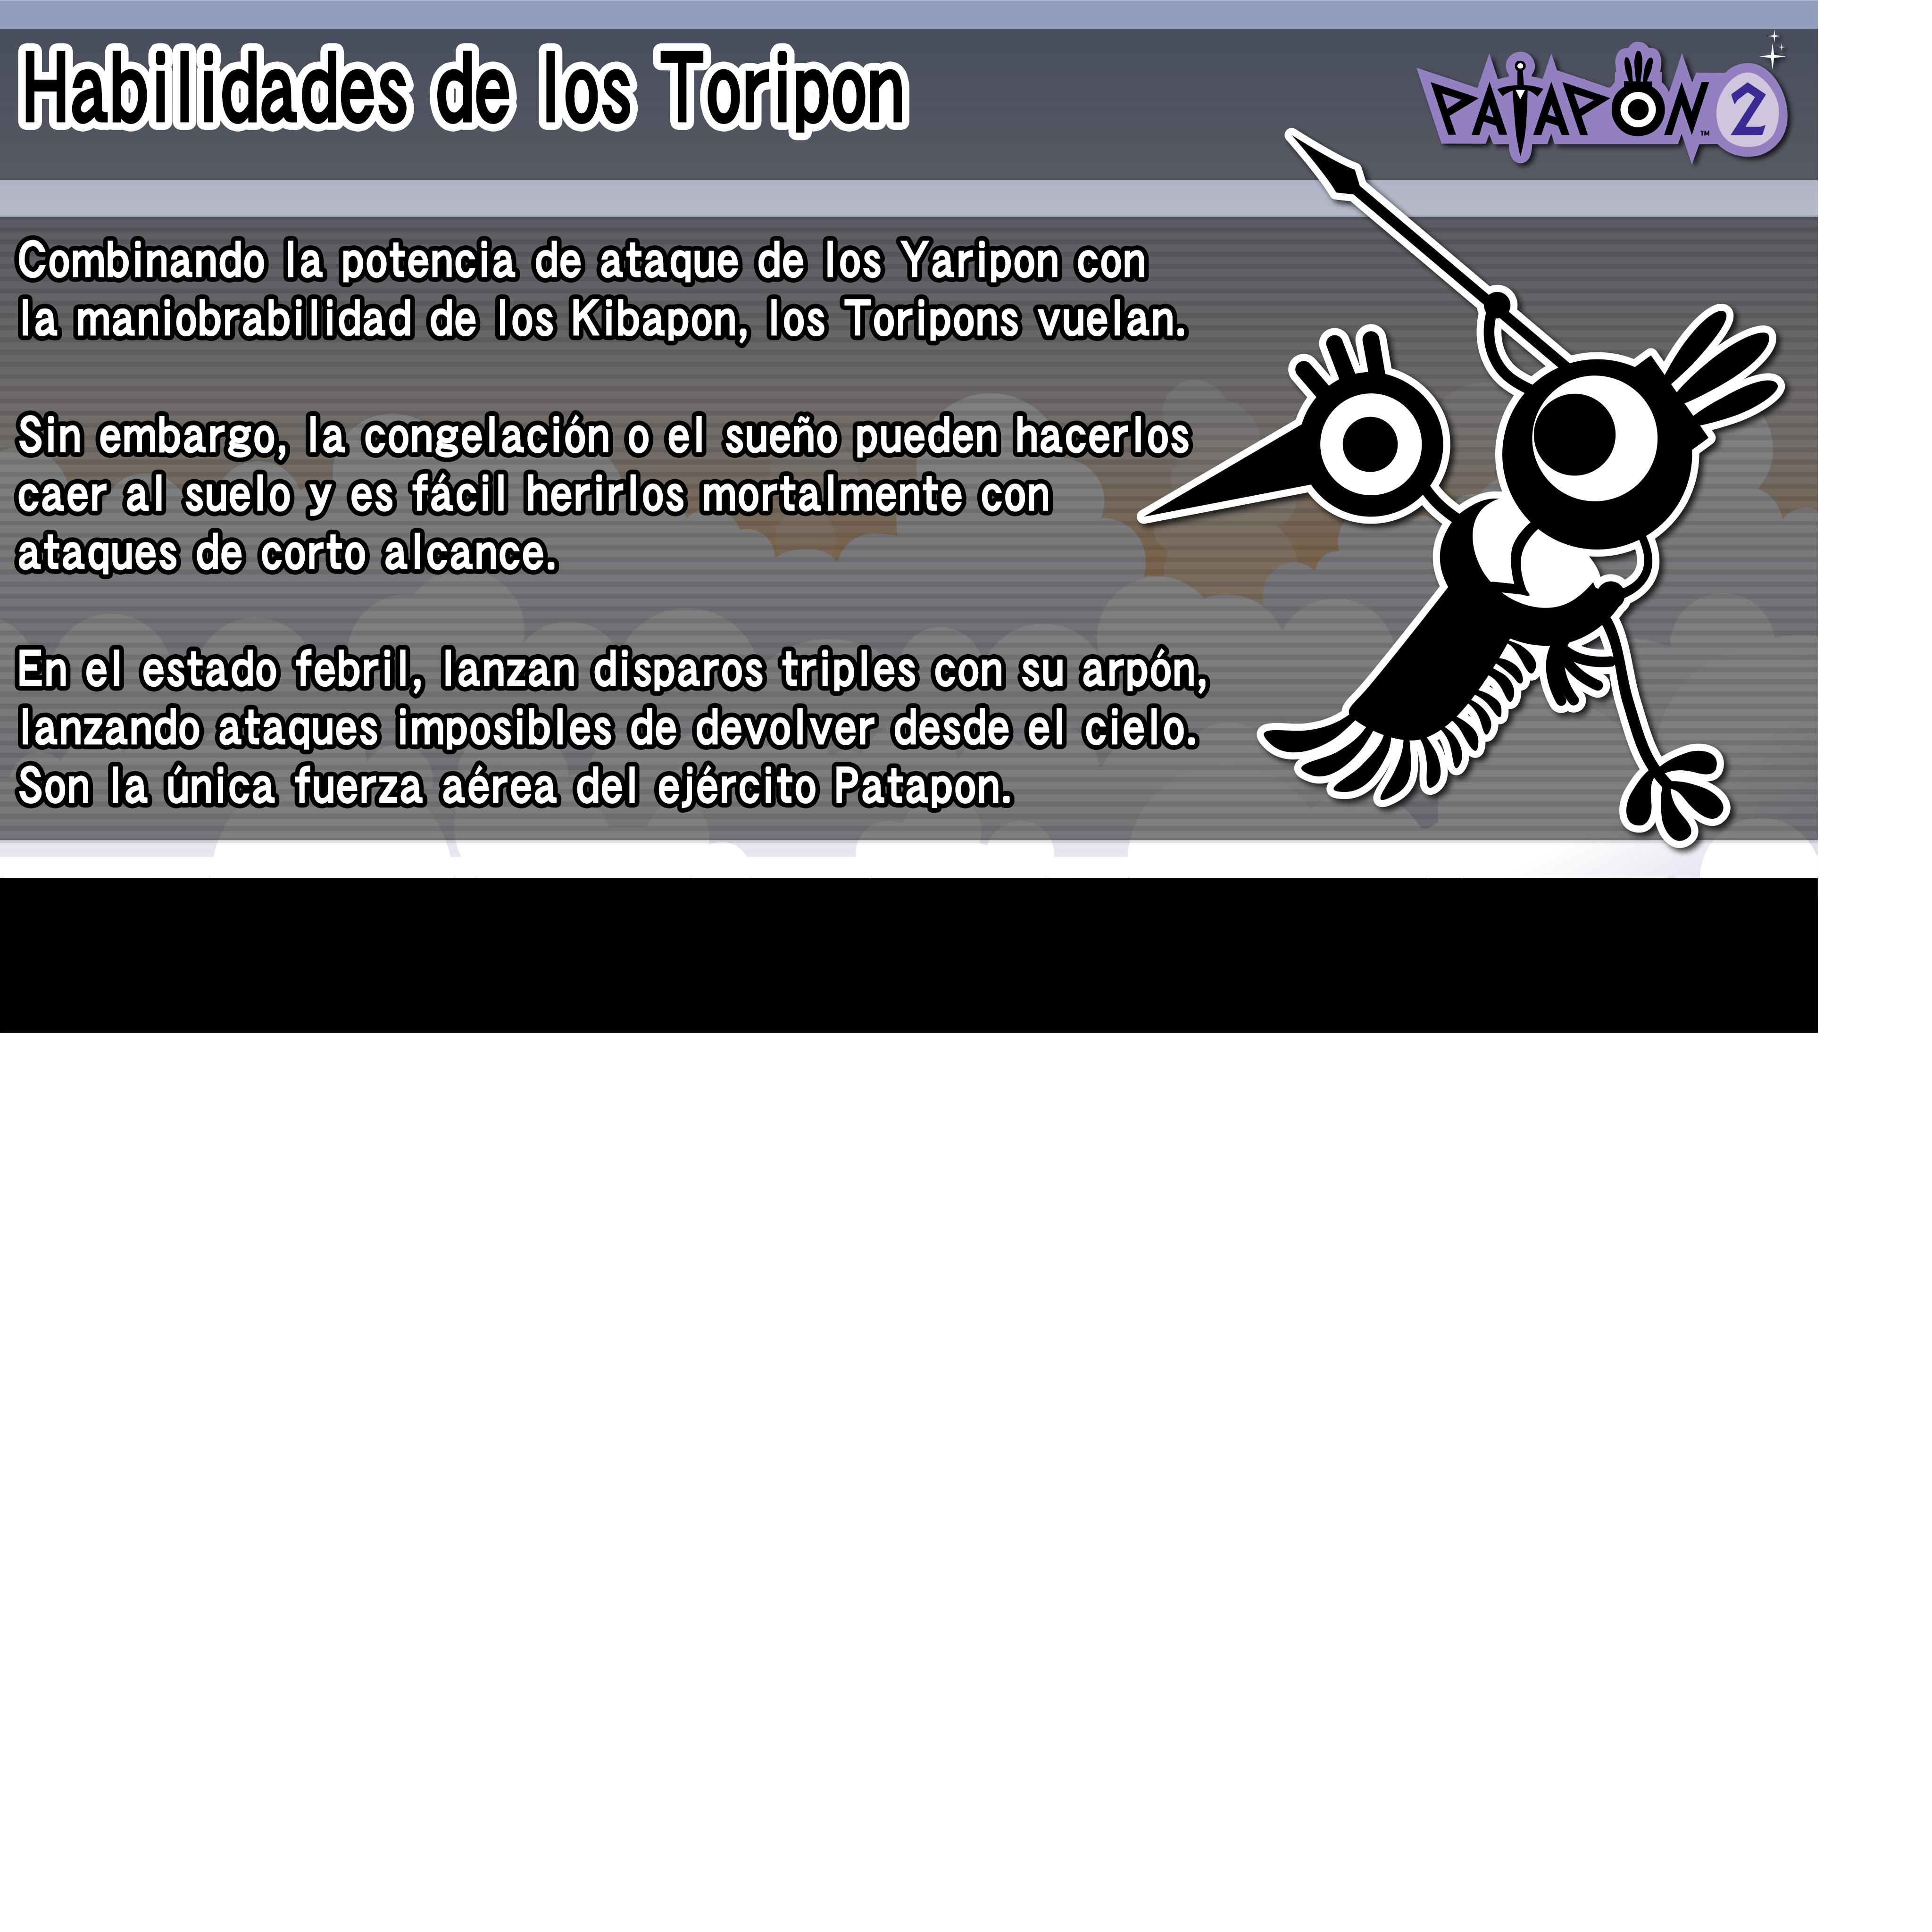 Habilidades de los Toripon
PATAPON™ 2
Combinando la potencia de ataque de los Yaripon con
la maniobrabilidad de los Kibapon, los Toripons vuelan.
Sin embargo, la congelación o el sueño pueden hacerlos
caer al suelo y es fácil herirlos mortalmente con
ataques de corto alcance.
En el estado febril, lanzan disparos triples con su arpón,
lanzando ataques imposibles de devolver desde el cielo.
Son la única fuerza aérea del ejército Patapon.